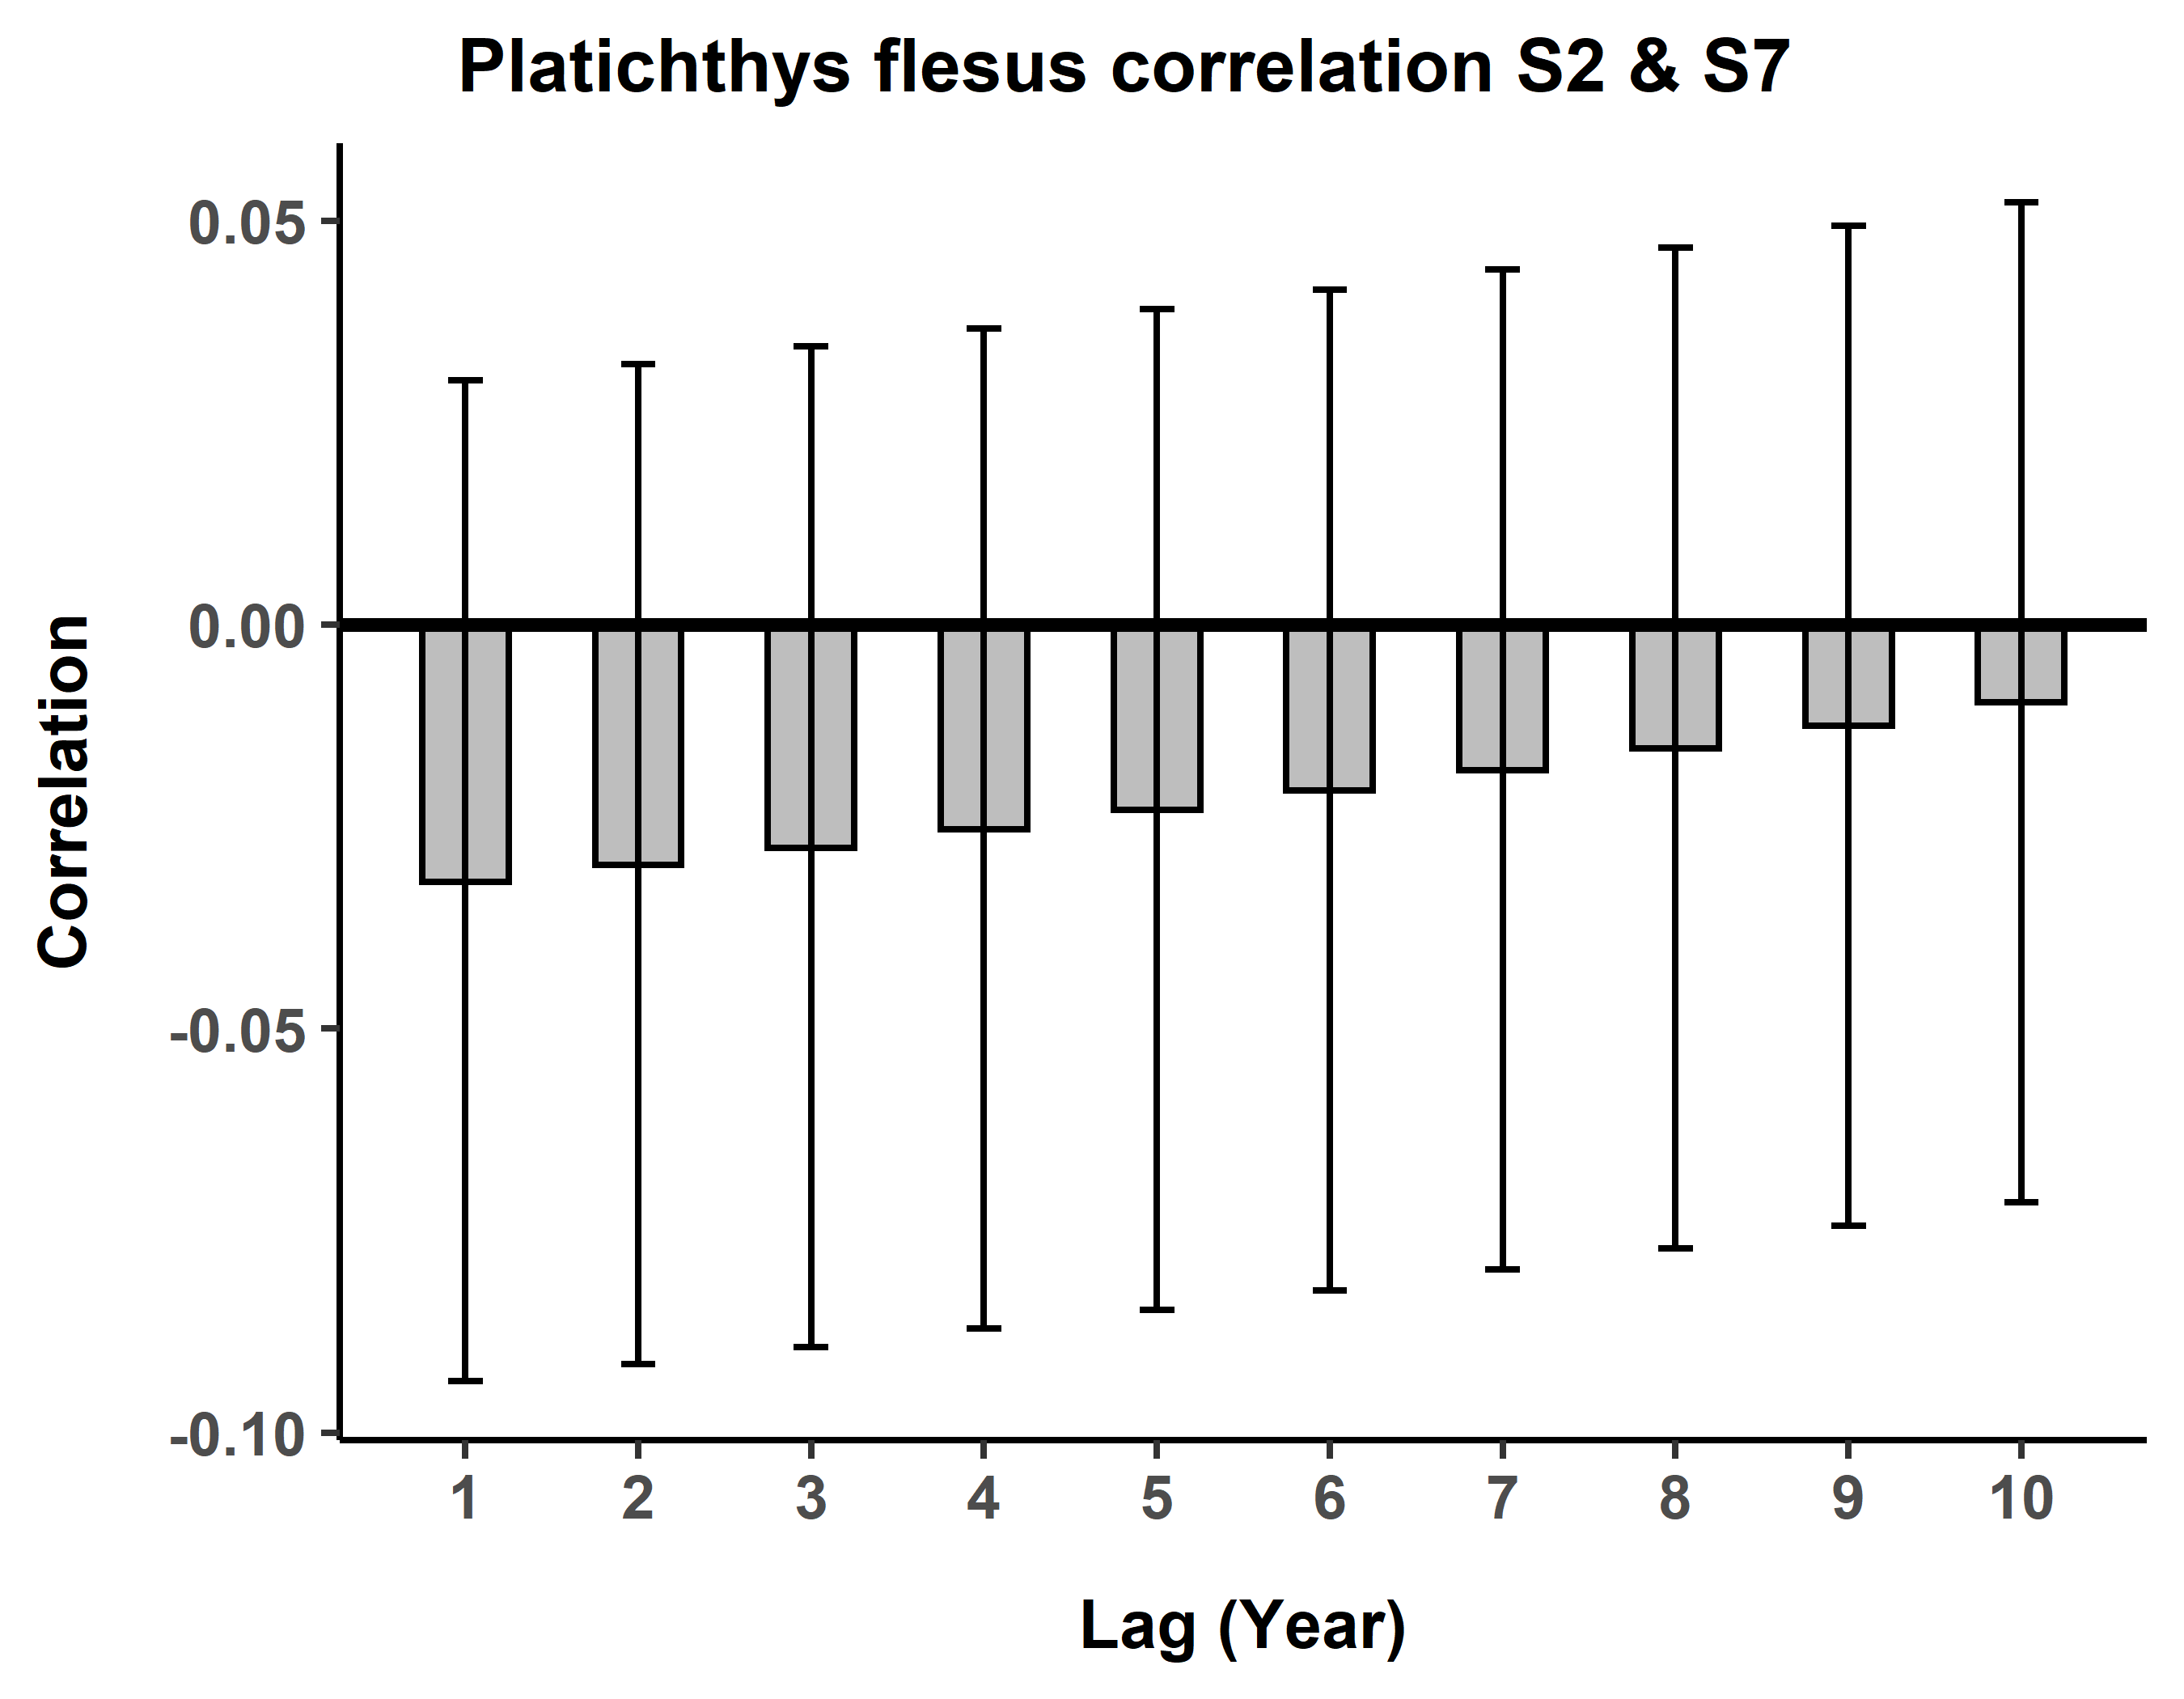 Platichthys flesus correlation S2 & S7
0.05
0.00
-0.05
-0.10
Correlation
1 2 3 4 5 6 7 8 9 10
Lag (Year)